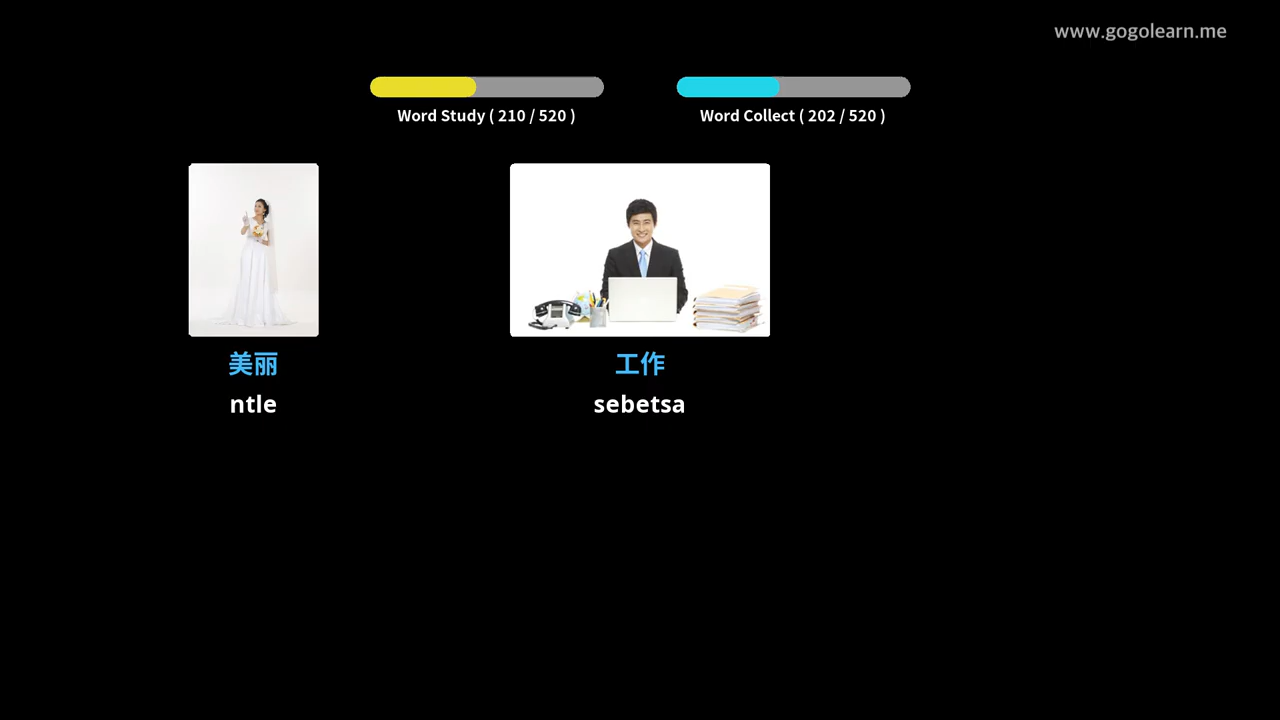 www.gogolearn.me
Word Study ( 210 / 520 )
Word Collect ( 202 / 520 )
美丽
ntle
工作
sebetsa